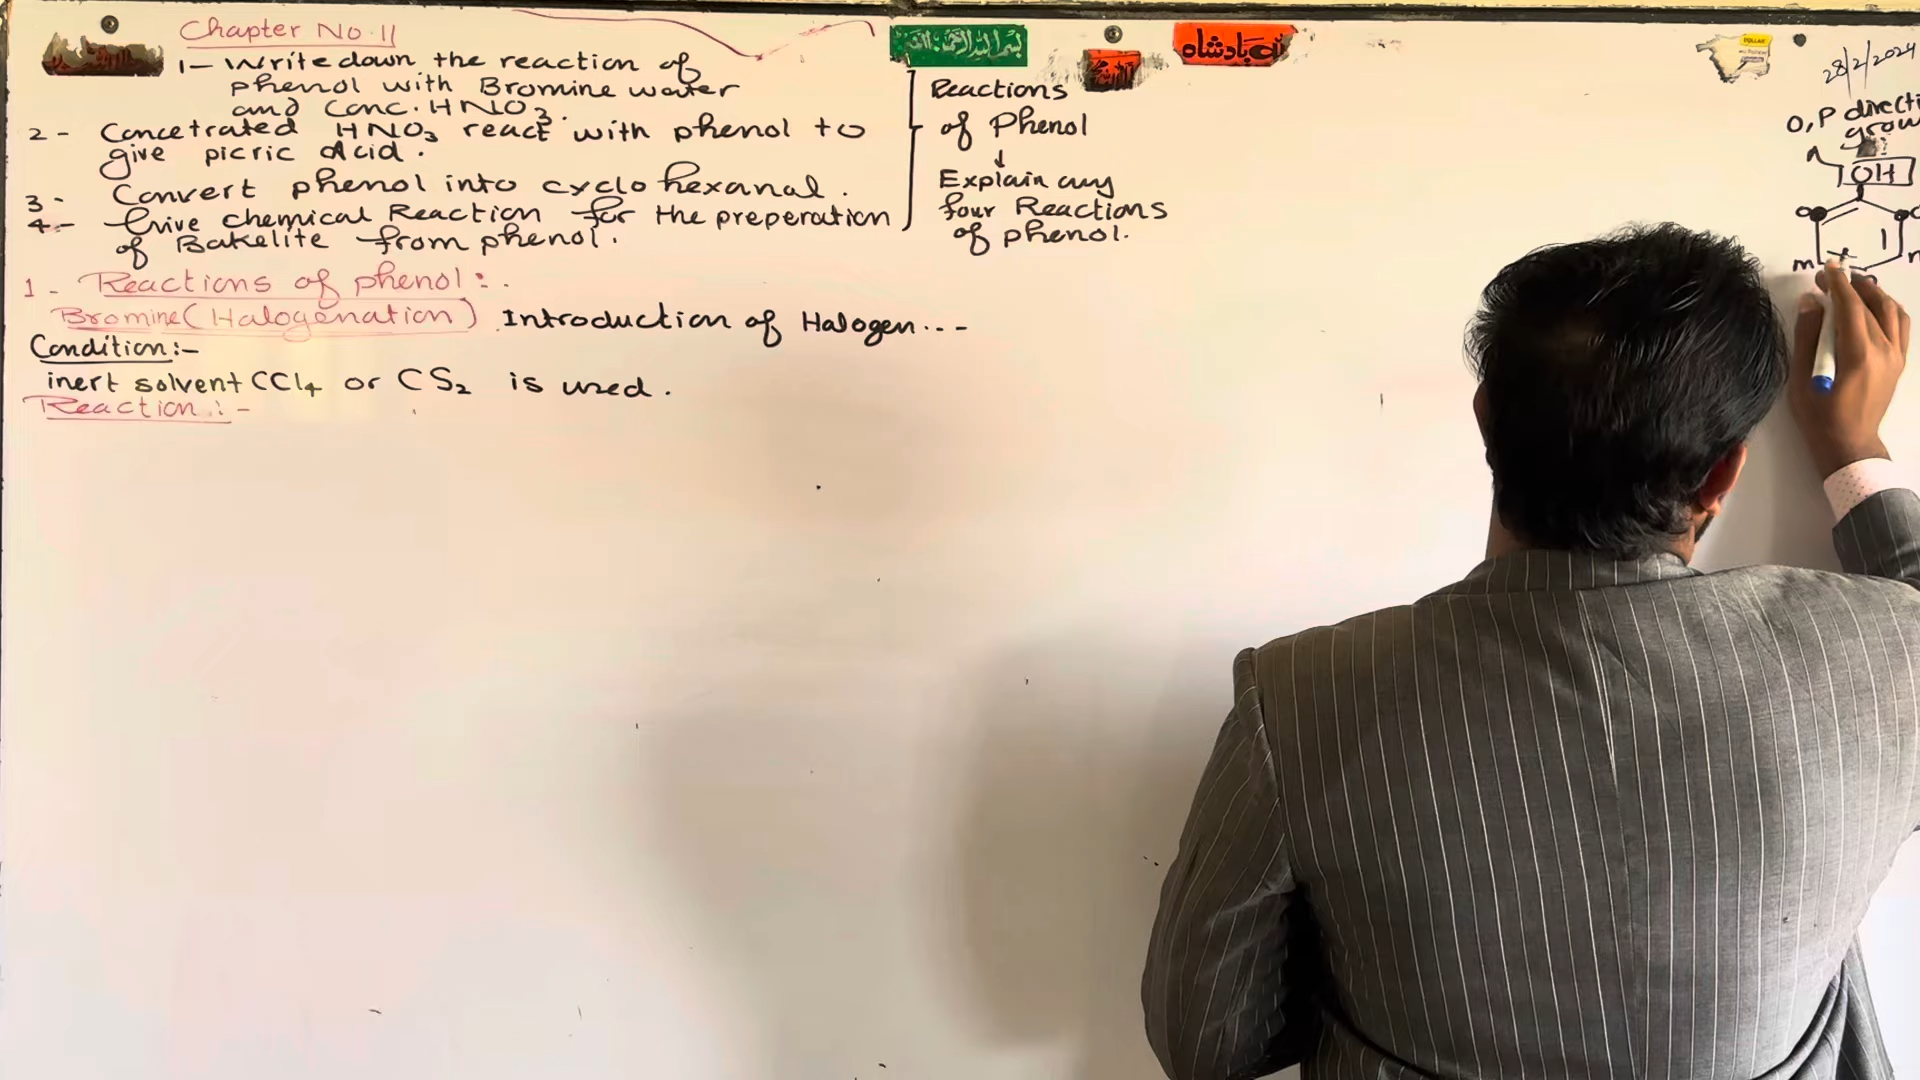 Chapter No 11
1- Write down the reaction of
phenol with Bromine water
and Conc. HNO3.
2- Concetrated HNO3 react with phenol to
give picric Acid.
3- Convert phenol into cyclo hexanal.
4- Give chemical Reaction for the preperation
of Bakelite from phenol.
Reactions
of Phenol
↓
Explain any
four Reactions
of phenol.
1- Reactions of phenol:-
Bromine (Halogenation) Introduction of Halogen...-
Condition:-
inert solvent CCl4 or CS2 is used.
Reaction:-
بادشاہ
DOLLAR
28/2/2024
O,P directi
OH
o
m